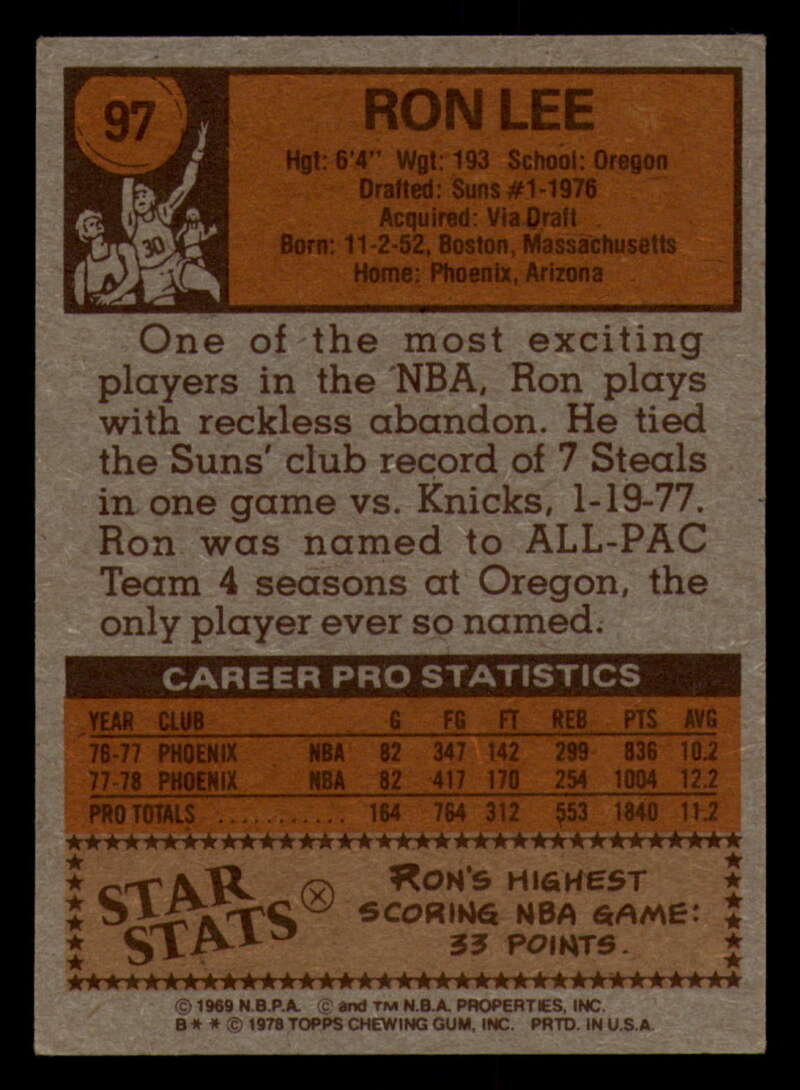 97
RON LEE
Hgt: 6'4" Wgt: 193 School: Oregon
Drafted: Suns #1-1976
Acquired: Via Draft
Born: 11-2-52, Boston, Massachusetts
Home: Phoenix, Arizona
30
One of the most exciting
players in the NBA, Ron plays
with reckless abandon. He tied
the Suns' club record of 7 Steals
in one game vs. Knicks, 1-19-77.
Ron was named to ALL-PAC
Team 4 seasons at Oregon, the
only player ever so named.
CAREER PRO STATISTICS
YEAR CLUB G FG FT REB PTS AVG
76-77 PHOENIX NBA 82 347 142 299 836 10.2
77-78 PHOENIX NBA 82 417 170 254 1004 12.2
PRO TOTALS ........... 164 764 312 553 1840 11.2
STAR STATS
RON'S HIGHEST
SCORING NBA GAME:
33 POINTS.
© 1969 N.B.P.A. © and TM N.B.A. PROPERTIES, INC.
B * * © 1978 TOPPS CHEWING GUM, INC. PRTD. IN U.S.A.